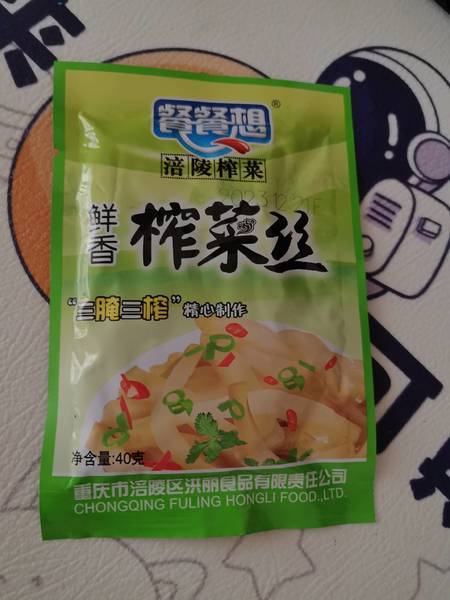 餐餐想®
涪陵榨菜
20231221F
鲜香
榨菜丝
"三腌三榨"精心制作
净含量:40克
重庆市涪陵区洪丽食品有限责任公司
CHONGQING FULING HONGLI FOOD.,LTD.